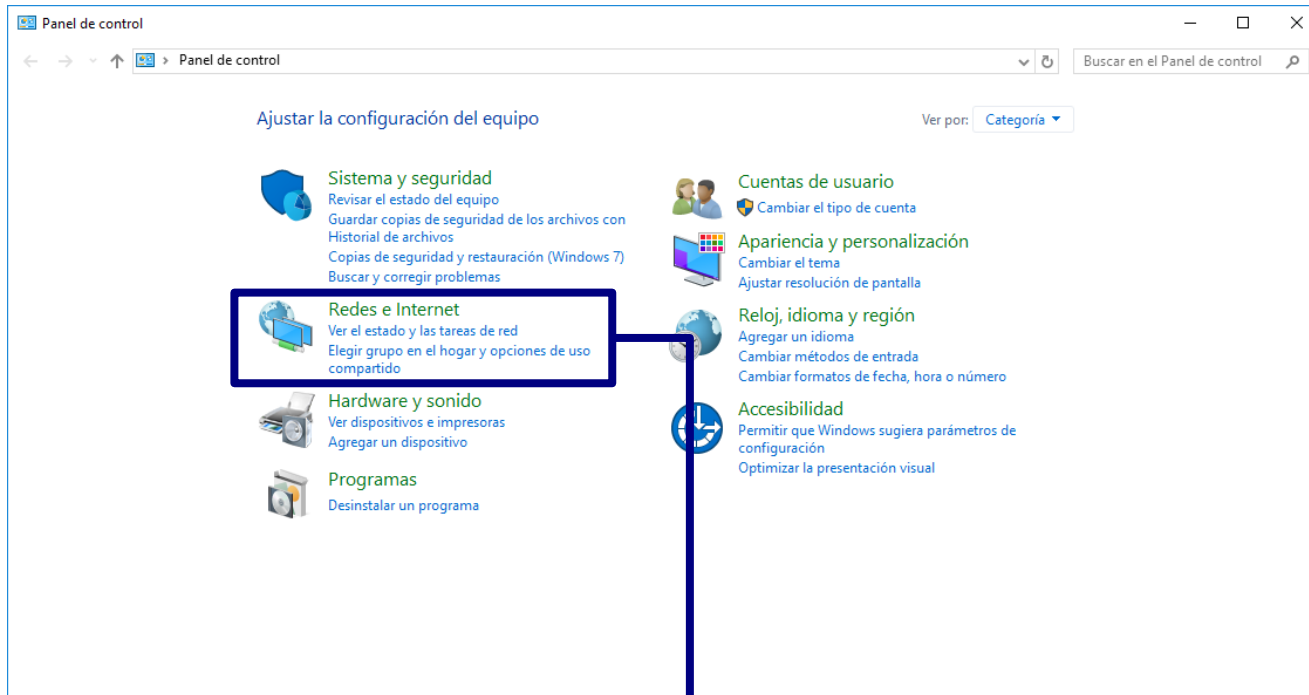 Panel de control
Panel de control
Buscar en el Panel de control
Ajustar la configuración del equipo
Ver por: Categoría
Sistema y seguridad
Revisar el estado del equipo
Guardar copias de seguridad de los archivos con
Historial de archivos
Copias de seguridad y restauración (Windows 7)
Buscar y corregir problemas
Redes e Internet
Ver el estado y las tareas de red
Elegir grupo en el hogar y opciones de uso
compartido
Hardware y sonido
Ver dispositivos e impresoras
Agregar un dispositivo
Programas
Desinstalar un programa
Cuentas de usuario
Cambiar el tipo de cuenta
Apariencia y personalización
Cambiar el tema
Ajustar resolución de pantalla
Reloj, idioma y región
Agregar un idioma
Cambiar métodos de entrada
Cambiar formatos de fecha, hora o número
Accesibilidad
Permitir que Windows sugiera parámetros de
configuración
Optimizar la presentación visual